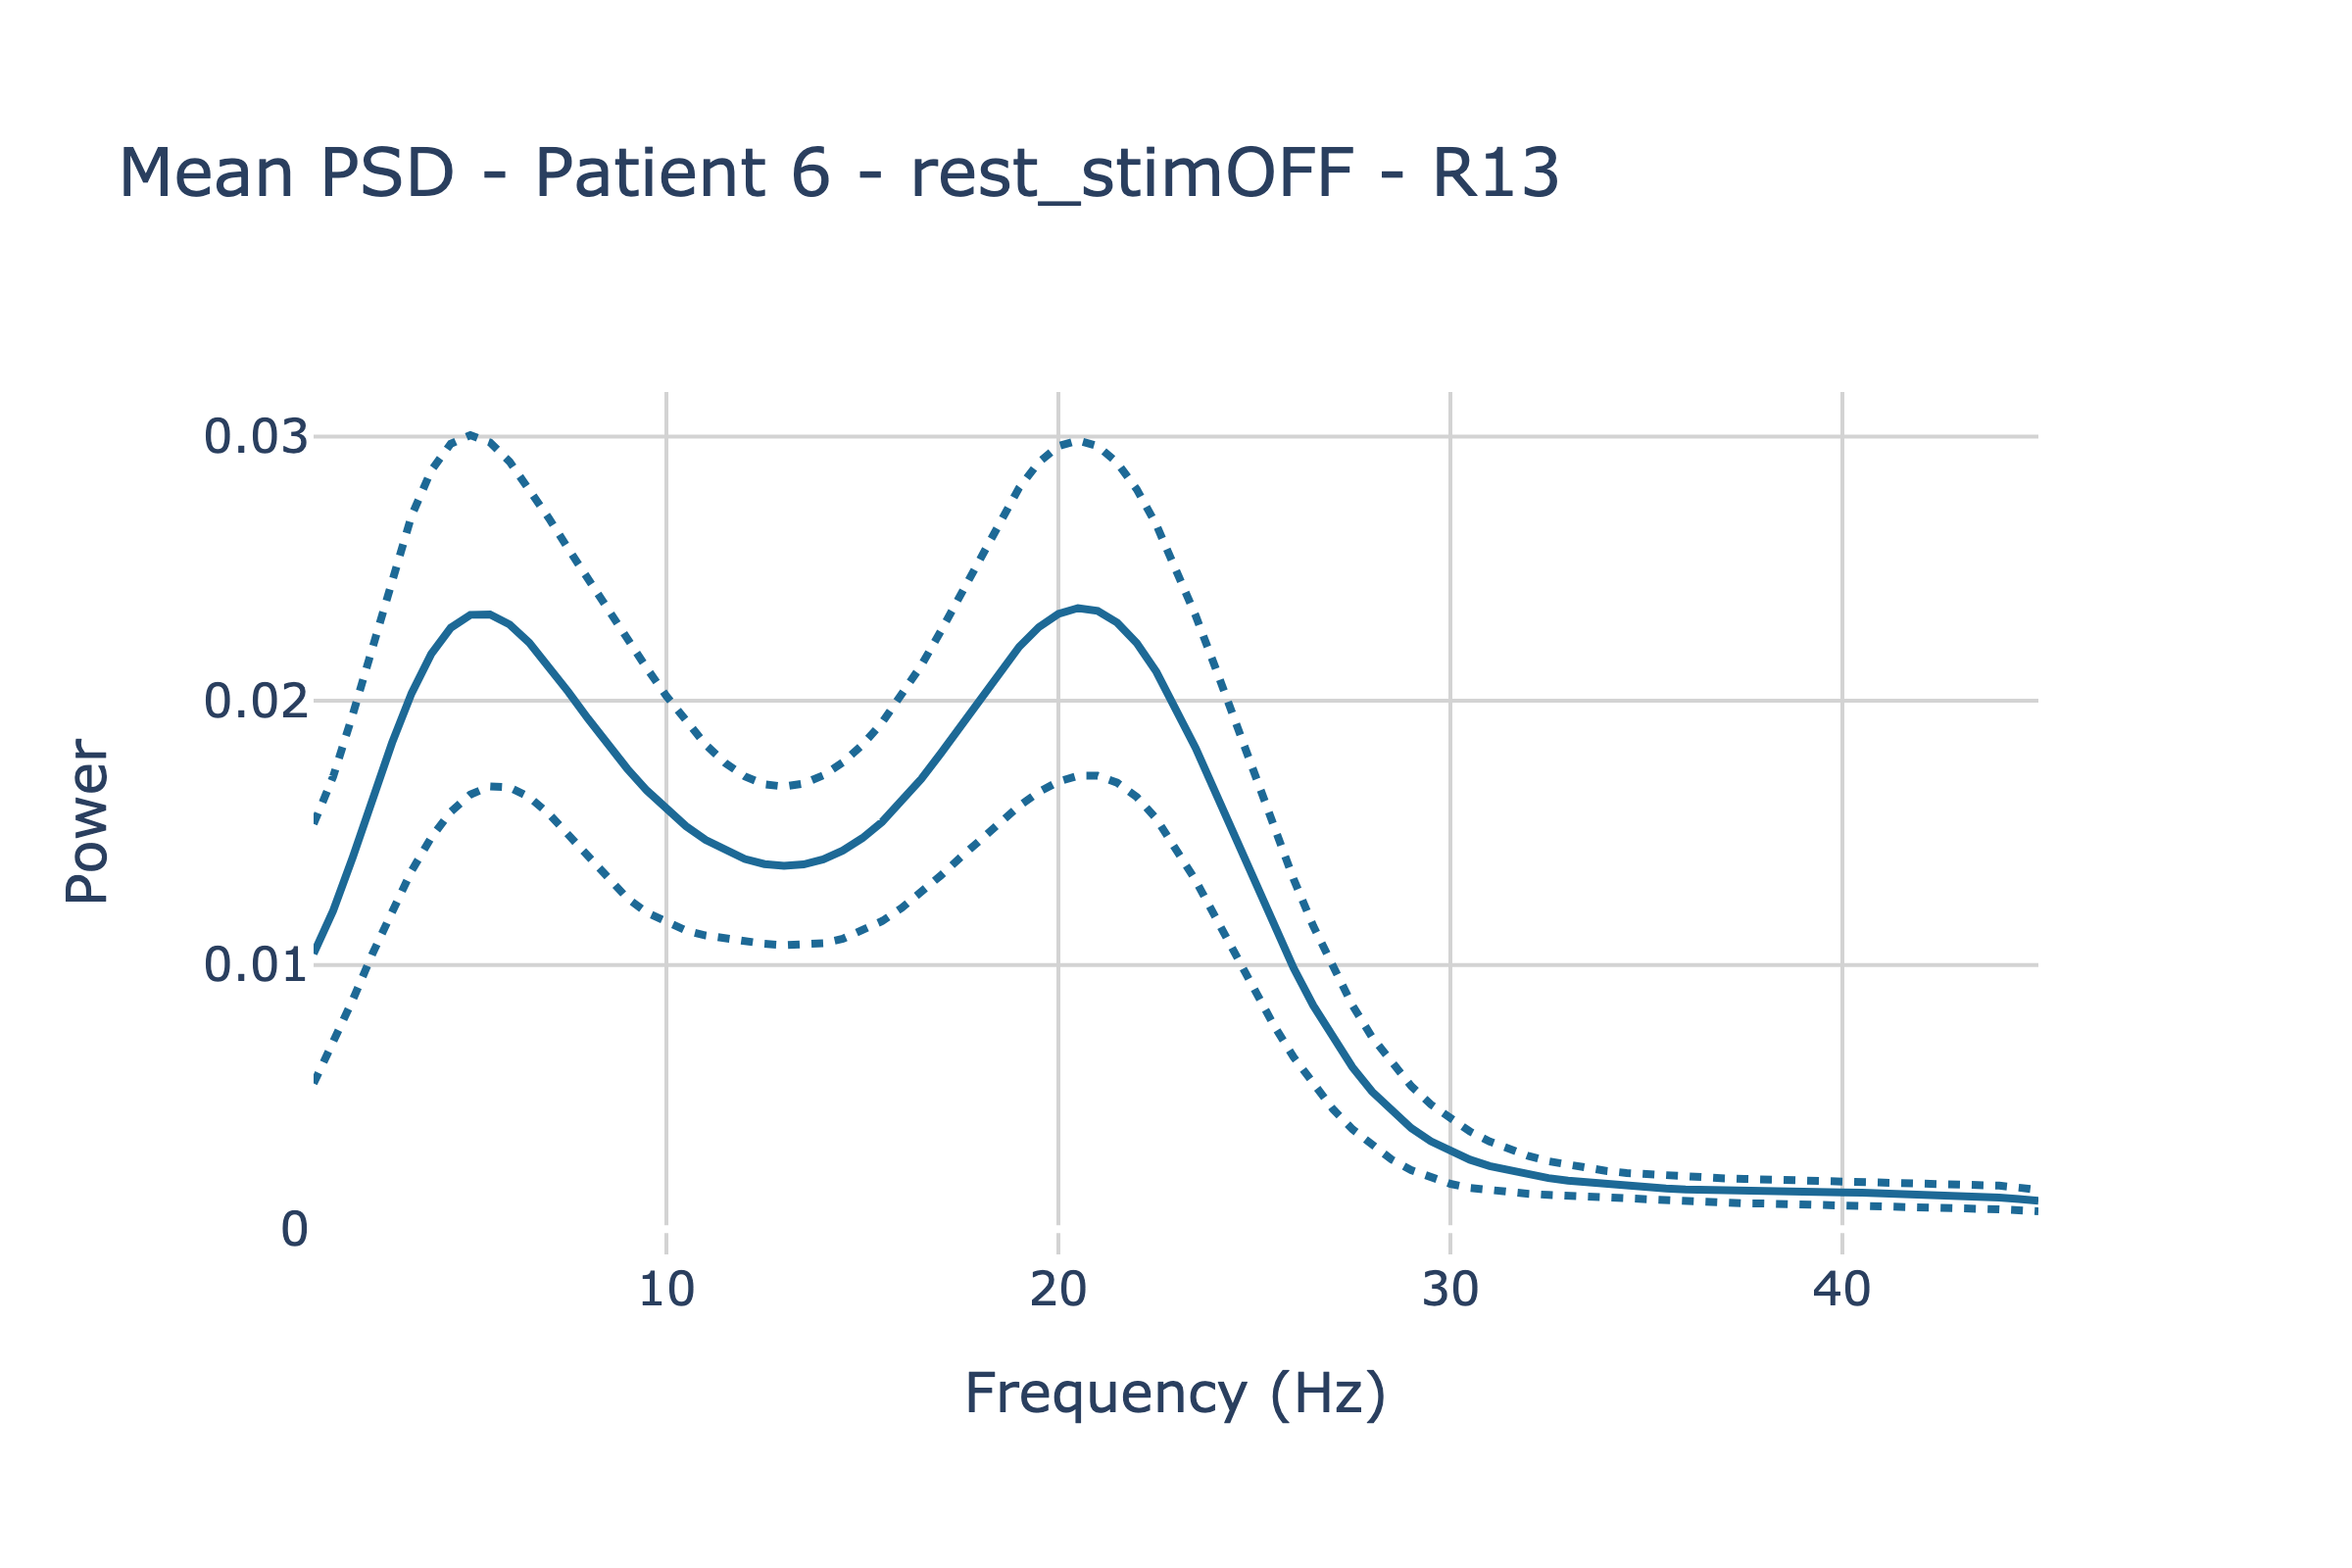 Mean PSD - Patient 6 - rest_stimOFF - R13
0.03
0.02
0.01
0
Power
10 20 30 40
Frequency (Hz)